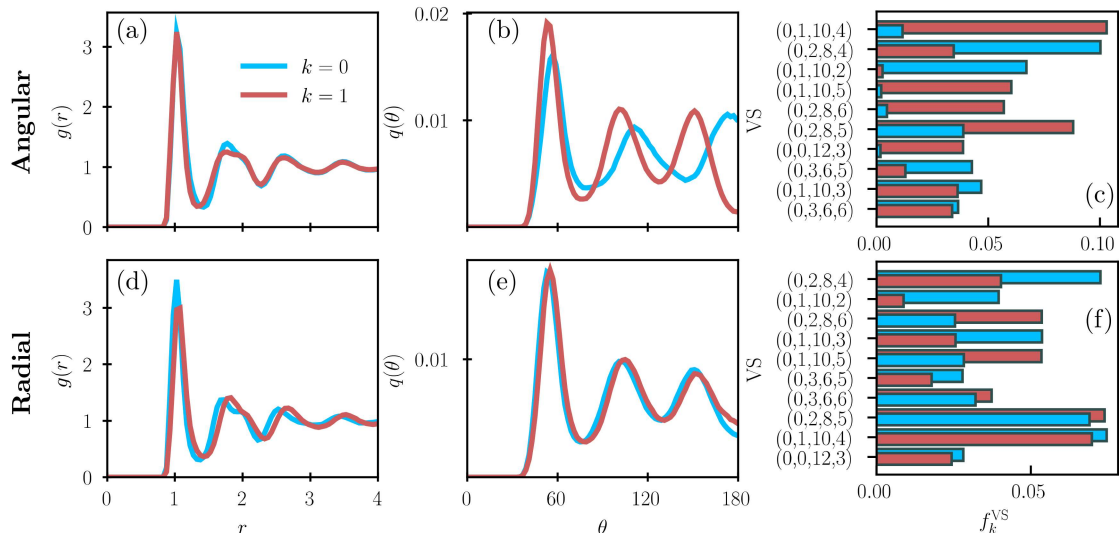 Angular
(a)
g(r)
3
2
1
0
0
2
4
k = 0
k = 1
(b)
q(θ)
0.02
0.01
(c)
VS
(0,1,10,4)
(0,2,8,4)
(0,1,10,2)
(0,1,10,5)
(0,2,8,6)
(0,2,8,5)
(0,0,12,3)
(0,3,6,5)
(0,1,10,3)
(0,3,6,6)
0.00
0.05
0.10
Radial
(d)
g(r)
3
2
1
0
0
1
2
3
4
r
(e)
q(θ)
0.01
60
120
180
θ
(f)
VS
(0,2,8,4)
(0,1,10,2)
(0,2,8,6)
(0,1,10,3)
(0,1,10,5)
(0,3,6,5)
(0,3,6,6)
(0,2,8,5)
(0,1,10,4)
(0,0,12,3)
0.00
0.05
f_k^VS